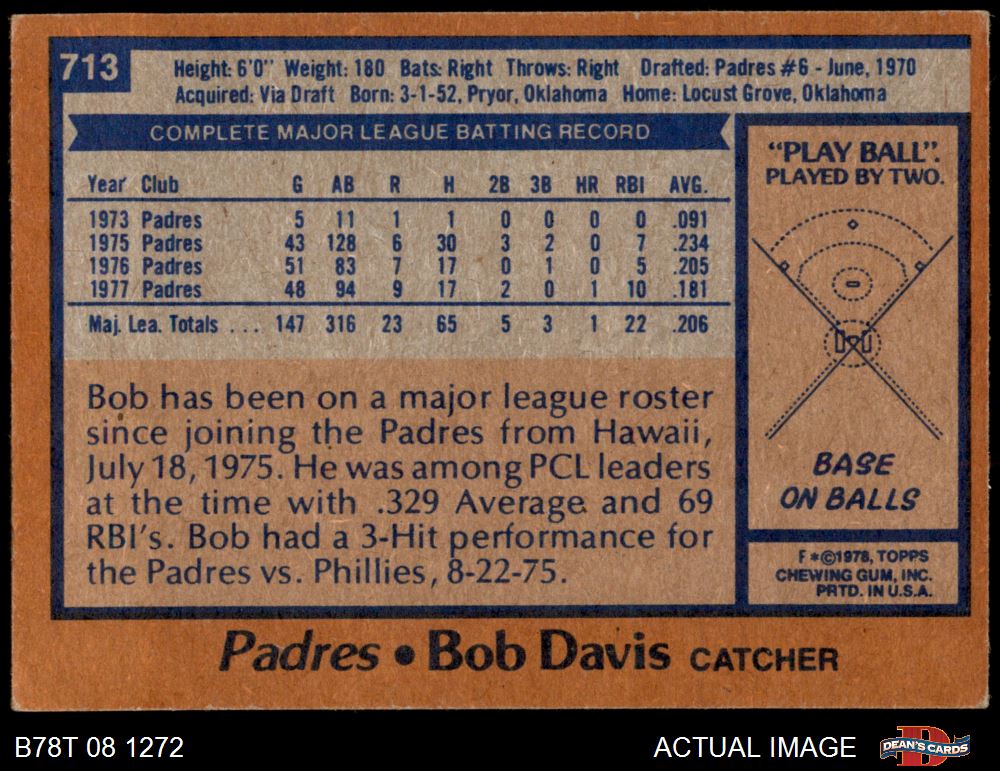 713
Height: 6'0" Weight: 180 Bats: Right Throws: Right Drafted: Padres #6 - June, 1970
Acquired: Via Draft Born: 3-1-52, Pryor, Oklahoma Home: Locust Grove, Oklahoma
COMPLETE MAJOR LEAGUE BATTING RECORD
Year Club G AB R H 2B 3B HR RBI AVG.
1973 Padres 5 11 1 1 0 0 0 0 .091
1975 Padres 43 128 6 30 3 2 0 7 .234
1976 Padres 51 83 7 17 0 1 0 5 .205
1977 Padres 48 94 9 17 2 0 1 10 .181
Maj. Lea. Totals ... 147 316 23 65 5 3 1 22 .206
Bob has been on a major league roster
since joining the Padres from Hawaii,
July 18, 1975. He was among PCL leaders
at the time with .329 Average and 69
RBI's. Bob had a 3-Hit performance for
the Padres vs. Phillies, 8-22-75.
"PLAY BALL".
PLAYED BY TWO.
BASE
ON BALLS
F*©1978, TOPPS
CHEWING GUM, INC.
PRTD. IN U.S.A.
Padres • Bob Davis CATCHER
B78T 08 1272
ACTUAL IMAGE
DEAN'S CARDS